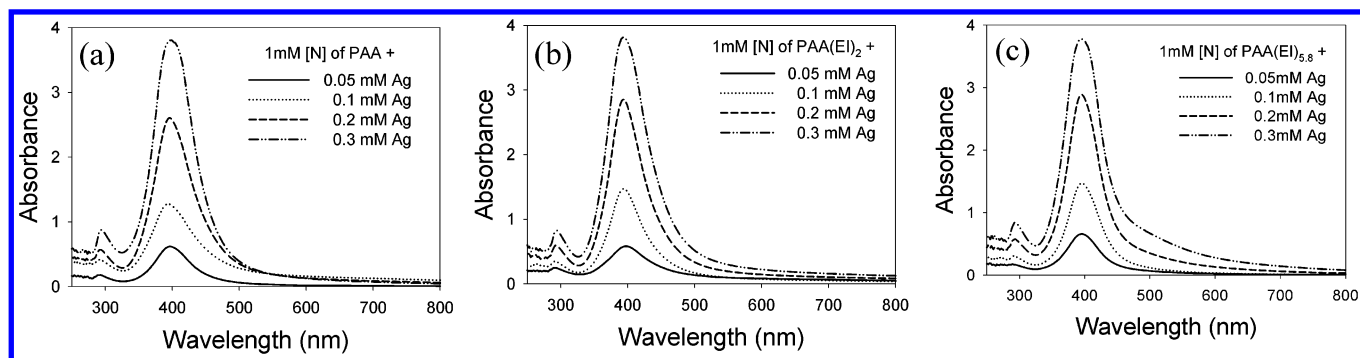 (a)
1mM [N] of PAA +
0.05 mM Ag
0.1 mM Ag
0.2 mM Ag
0.3 mM Ag
Absorbance
4
3
2
1
0
300 400 500 600 700 800
Wavelength (nm)
(b)
1mM [N] of PAA(EI)2 +
0.05 mM Ag
0.1 mM Ag
0.2 mM Ag
0.3 mM Ag
Absorbance
4
3
2
1
0
300 400 500 600 700 800
Wavelength (nm)
(c)
1mM [N] of PAA(EI)5.8 +
0.05mM Ag
0.1mM Ag
0.2mM Ag
0.3mM Ag
Absorbance
4
3
2
1
0
300 400 500 600 700 800
Wavelength (nm)